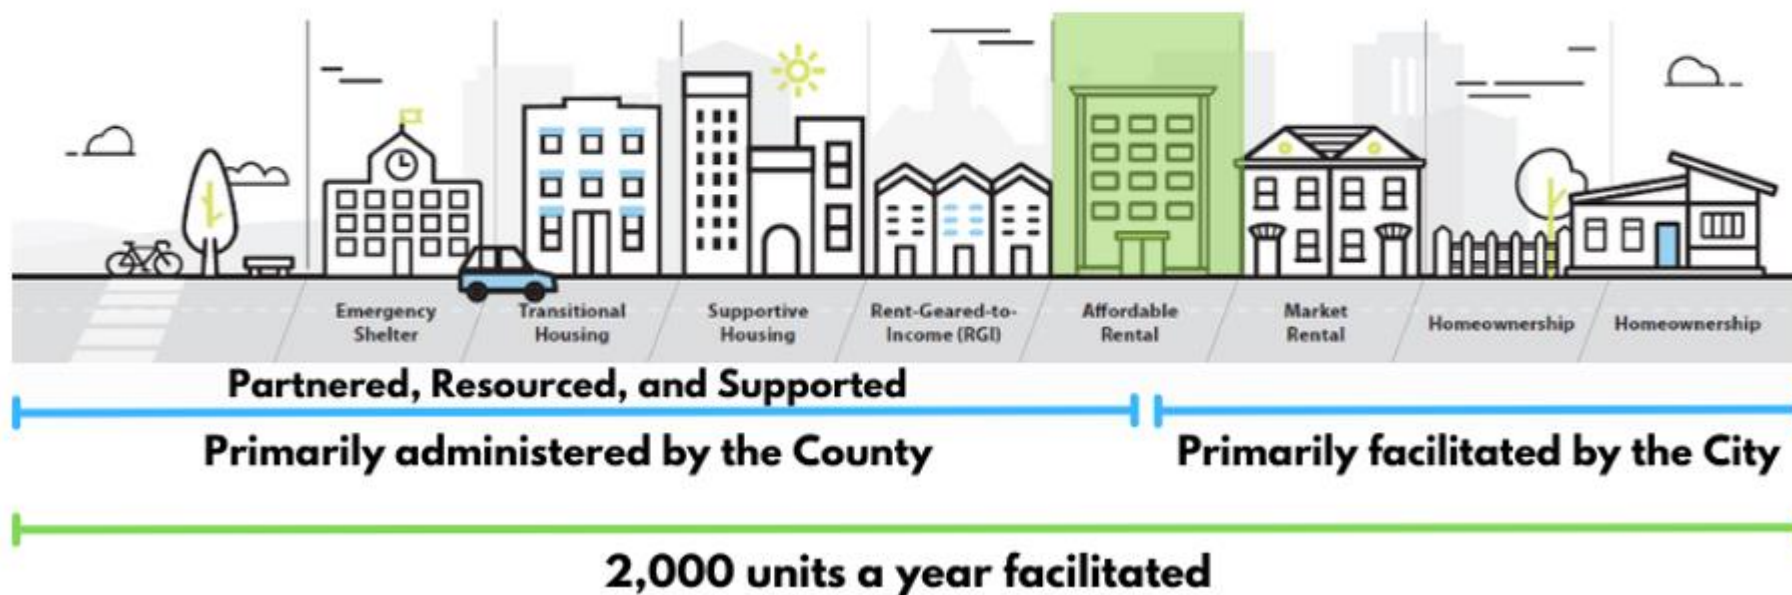 Emergency
Shelter
Transitional
Housing
Supportive
Housing
Rent-Geared-to-
Income (RGI)
Affordable
Rental
Market
Rental
Homeownership
Homeownership
Partnered, Resourced, and Supported
Primarily administered by the County
Primarily facilitated by the City
2,000 units a year facilitated